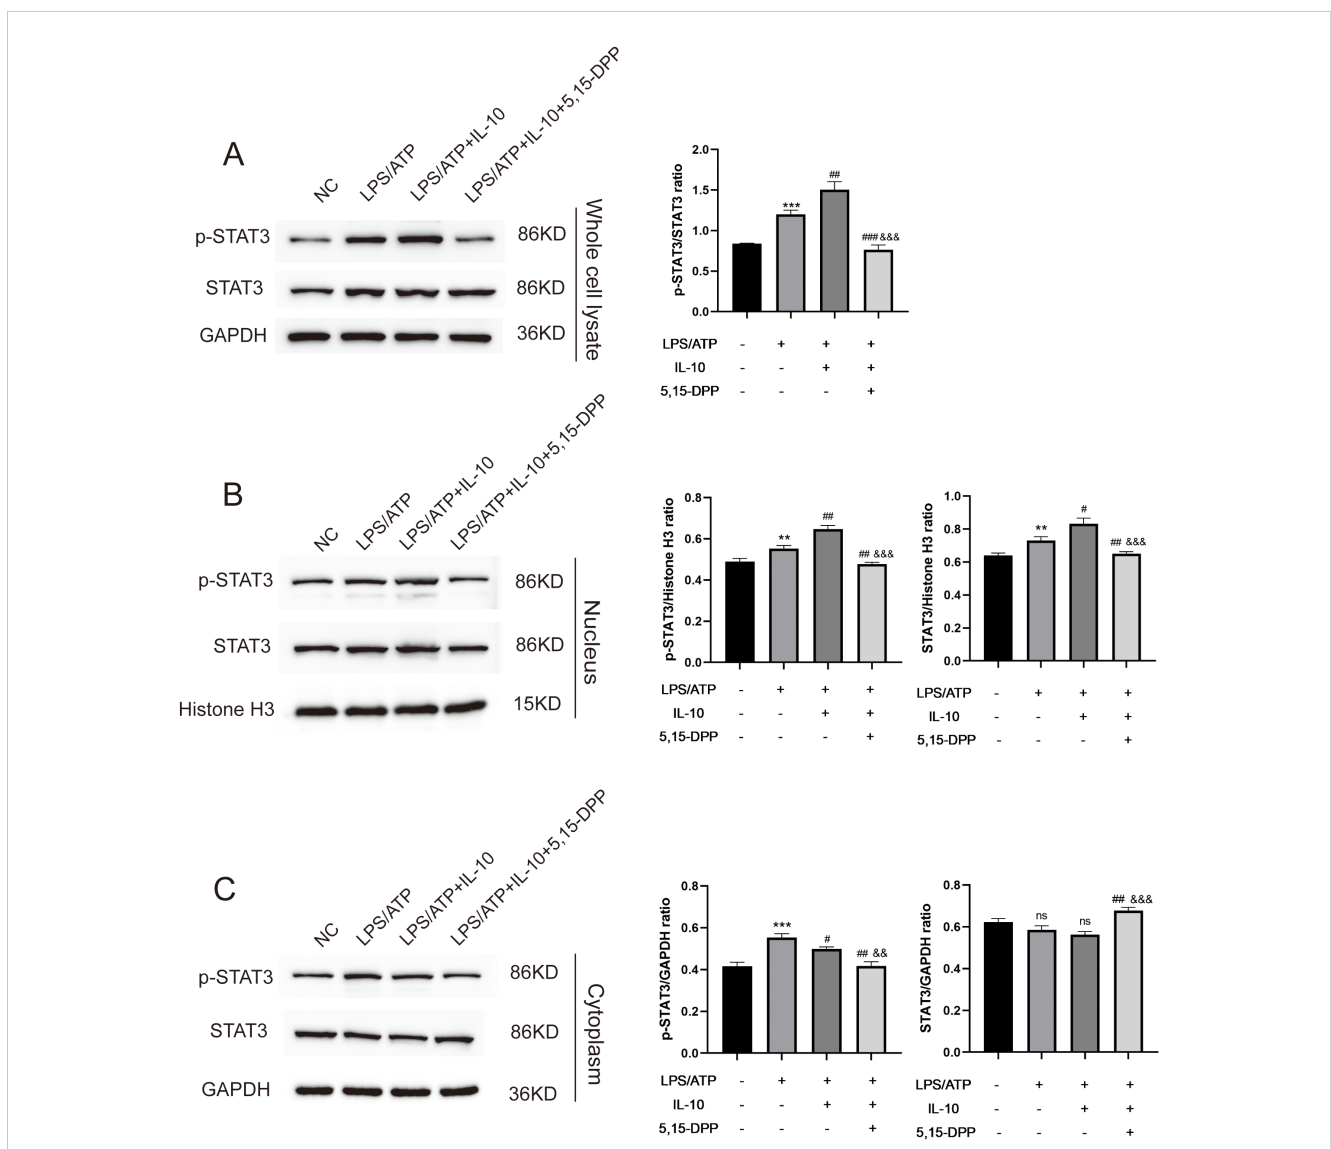 A
NC
LPS/ATP
LPS/ATP+IL-10
LPS/ATP+IL-10+5,15-DPP
p-STAT3
86KD
STAT3
86KD
GAPDH
36KD
Whole cell lysate
p-STAT3/STAT3 ratio
2.0
1.5
1.0
0.5
0.0
***
##
### &&&
LPS/ATP - + + +
IL-10 - - + +
5,15-DPP - - - +
B
NC
LPS/ATP
LPS/ATP+IL-10
LPS/ATP+IL-10+5,15-DPP
p-STAT3
86KD
STAT3
86KD
Histone H3
15KD
Nucleus
p-STAT3/Histone H3 ratio
0.8
0.6
0.4
0.2
0.0
**
##
## &&&
LPS/ATP - + + +
IL-10 - - + +
5,15-DPP - - - +
STAT3/Histone H3 ratio
1.0
0.8
0.6
0.4
0.2
0.0
**
#
## &&&
LPS/ATP - + + +
IL-10 - - + +
5,15-DPP - - - +
C
NC
LPS/ATP
LPS/ATP+IL-10
LPS/ATP+IL-10+5,15-DPP
p-STAT3
86KD
STAT3
86KD
GAPDH
36KD
Cytoplasm
p-STAT3/GAPDH ratio
0.8
0.6
0.4
0.2
0.0
***
#
## &&
LPS/ATP - + + +
IL-10 - - + +
5,15-DPP - - - +
STAT3/GAPDH ratio
0.8
0.6
0.4
0.2
0.0
ns
ns
## &&&
LPS/ATP - + + +
IL-10 - - + +
5,15-DPP - - - +